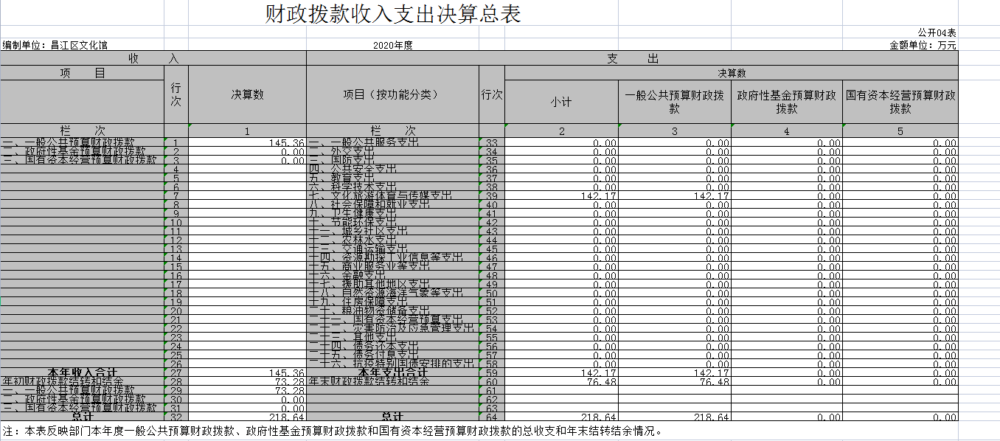 财政拨款收入支出决算总表
公开04表
编制单位：昌江区文化馆 2020年度 金额单位：万元
收 入 支 出
项 目 行次 决算数 项目（按功能分类） 行次 决算数
小计 一般公共预算财政拨款 政府性基金预算财政拨款 国有资本经营预算财政拨款
栏 次 1 栏 次 2 3 4 5
一、一般公共预算财政拨款 1 145.36 一、一般公共服务支出 33 0.00 0.00 0.00 0.00
二、政府性基金预算财政拨款 2 0.00 二、外交支出 34 0.00 0.00 0.00 0.00
三、国有资本经营预算财政拨款 3 0.00 三、国防支出 35 0.00 0.00 0.00 0.00
4 四、公共安全支出 36 0.00 0.00 0.00 0.00
5 五、教育支出 37 0.00 0.00 0.00 0.00
6 六、科学技术支出 38 0.00 0.00 0.00 0.00
7 七、文化旅游体育与传媒支出 39 142.17 142.17 0.00 0.00
8 八、社会保障和就业支出 40 0.00 0.00 0.00 0.00
9 九、卫生健康支出 41 0.00 0.00 0.00 0.00
10 十、节能环保支出 42 0.00 0.00 0.00 0.00
11 十一、城乡社区支出 43 0.00 0.00 0.00 0.00
12 十二、农林水支出 44 0.00 0.00 0.00 0.00
13 十三、交通运输支出 45 0.00 0.00 0.00 0.00
14 十四、资源勘探工业信息等支出 46 0.00 0.00 0.00 0.00
15 十五、商业服务业等支出 47 0.00 0.00 0.00 0.00
16 十六、金融支出 48 0.00 0.00 0.00 0.00
17 十七、援助其他地区支出 49 0.00 0.00 0.00 0.00
18 十八、自然资源海洋气象等支出 50 0.00 0.00 0.00 0.00
19 十九、住房保障支出 51 0.00 0.00 0.00 0.00
20 二十、粮油物资储备支出 52 0.00 0.00 0.00 0.00
21 二十一、国有资本经营预算支出 53 0.00 0.00 0.00 0.00
22 二十二、灾害防治及应急管理支出 54 0.00 0.00 0.00 0.00
23 二十三、其他支出 55 0.00 0.00 0.00 0.00
24 二十四、债务还本支出 56 0.00 0.00 0.00 0.00
25 二十五、债务付息支出 57 0.00 0.00 0.00 0.00
26 二十六、抗疫特别国债安排的支出 58 0.00 0.00 0.00 0.00
本年收入合计 27 145.36 本年支出合计 59 142.17 142.17 0.00 0.00
年初财政拨款结转和结余 28 73.28 年末财政拨款结转和结余 60 76.48 76.48 0.00 0.00
一、一般公共预算财政拨款 29 73.28 61
二、政府性基金预算财政拨款 30 0.00 62
三、国有资本经营预算财政拨款 31 0.00 63
总计 32 218.64 总计 64 218.64 218.64 0.00 0.00
注：本表反映部门本年度一般公共预算财政拨款、政府性基金预算财政拨款和国有资本经营预算财政拨款的总收支和年末结转结余情况。